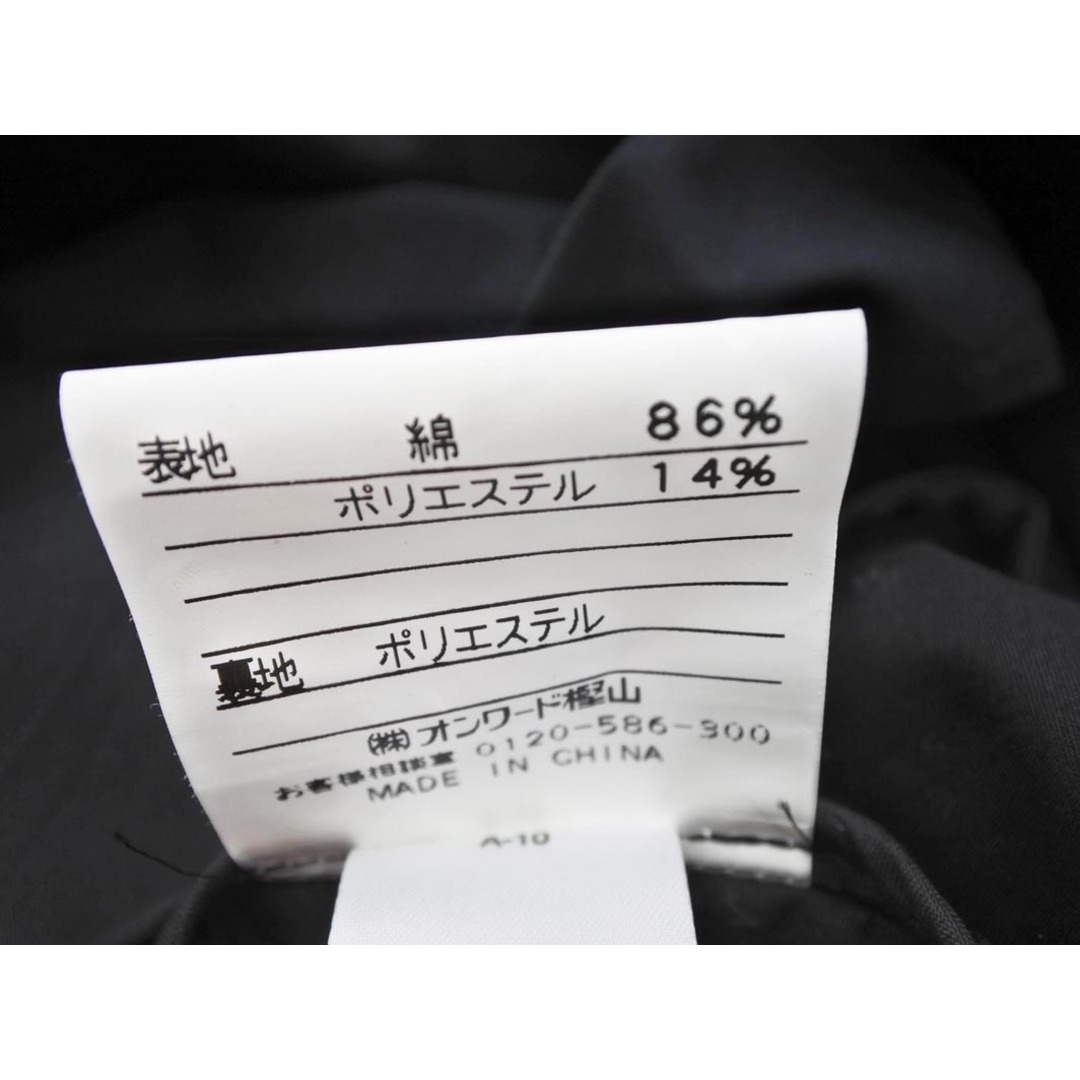 表地 綿 86%
ポリエステル 14%
裏地 ポリエステル
(株)オンワード樫山
お客様相談室 0120-586-300
MADE IN CHINA
A-10